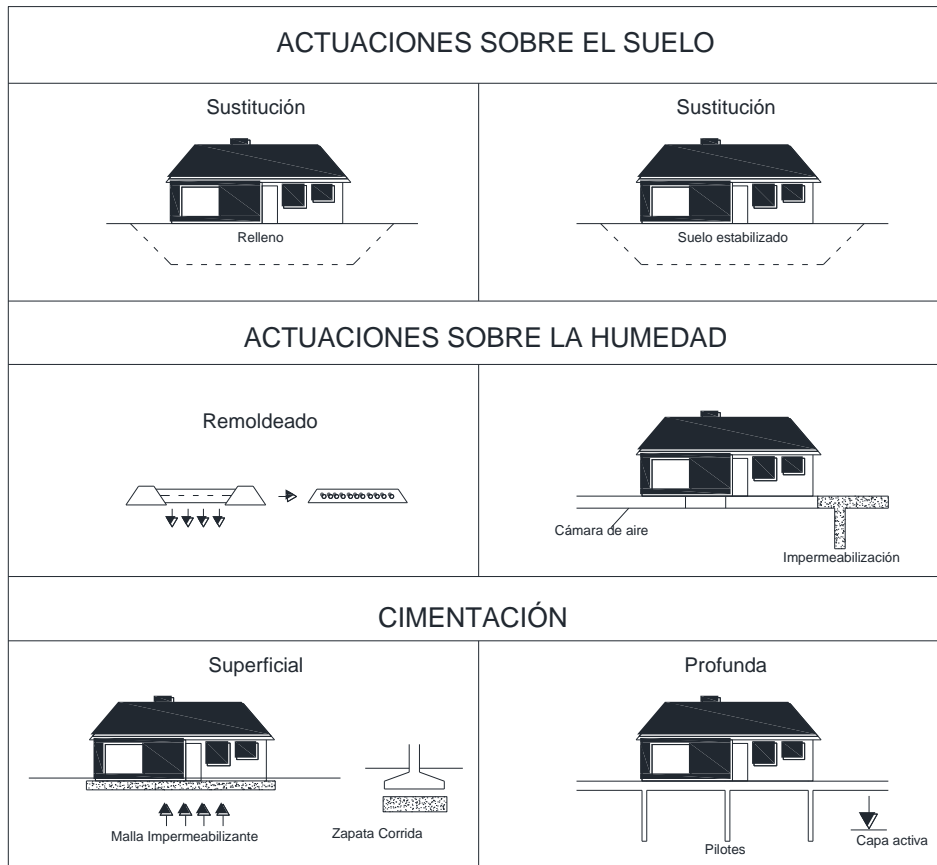 ACTUACIONES SOBRE EL SUELO
Sustitución
Relleno
Sustitución
Suelo estabilizado
ACTUACIONES SOBRE LA HUMEDAD
Remoldeado
Cámara de aire
Impermeabilización
CIMENTACIÓN
Superficial
Malla Impermeabilizante
Zapata Corrida
Profunda
Pilotes
Capa activa